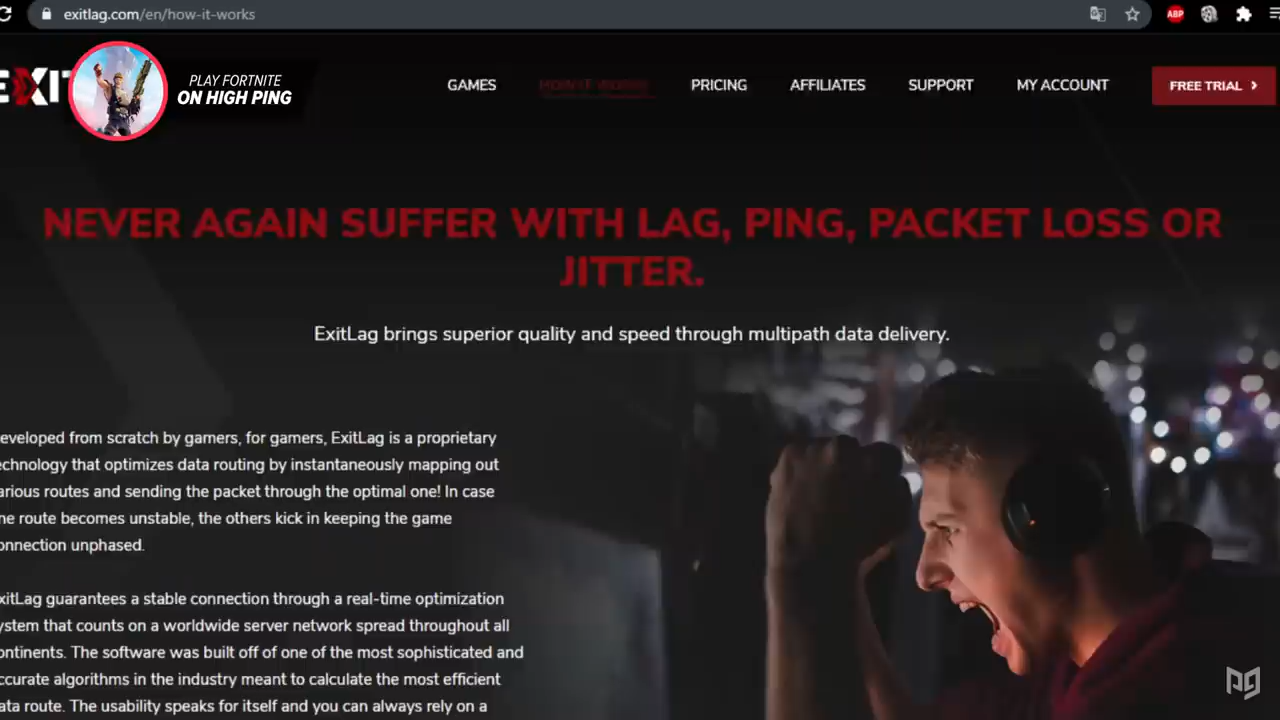 exitlag.com/en/how-it-works
ABP
EXIT
PLAY FORTNITE
ON HIGH PING
GAMES
HOW IT WORKS
PRICING
AFFILIATES
SUPPORT
MY ACCOUNT
FREE TRIAL >
NEVER AGAIN SUFFER WITH LAG, PING, PACKET LOSS OR
JITTER.
ExitLag brings superior quality and speed through multipath data delivery.
eveloped from scratch by gamers, for gamers, ExitLag is a proprietary
echnology that optimizes data routing by instantaneously mapping out
arious routes and sending the packet through the optimal one! In case
ne route becomes unstable, the others kick in keeping the game
onnection unphased.
xitLag guarantees a stable connection through a real-time optimization
ystem that counts on a worldwide server network spread throughout all
ontinents. The software was built off of one of the most sophisticated and
ccurate algorithms in the industry meant to calculate the most efficient
ata route. The usability speaks for itself and you can always rely on a